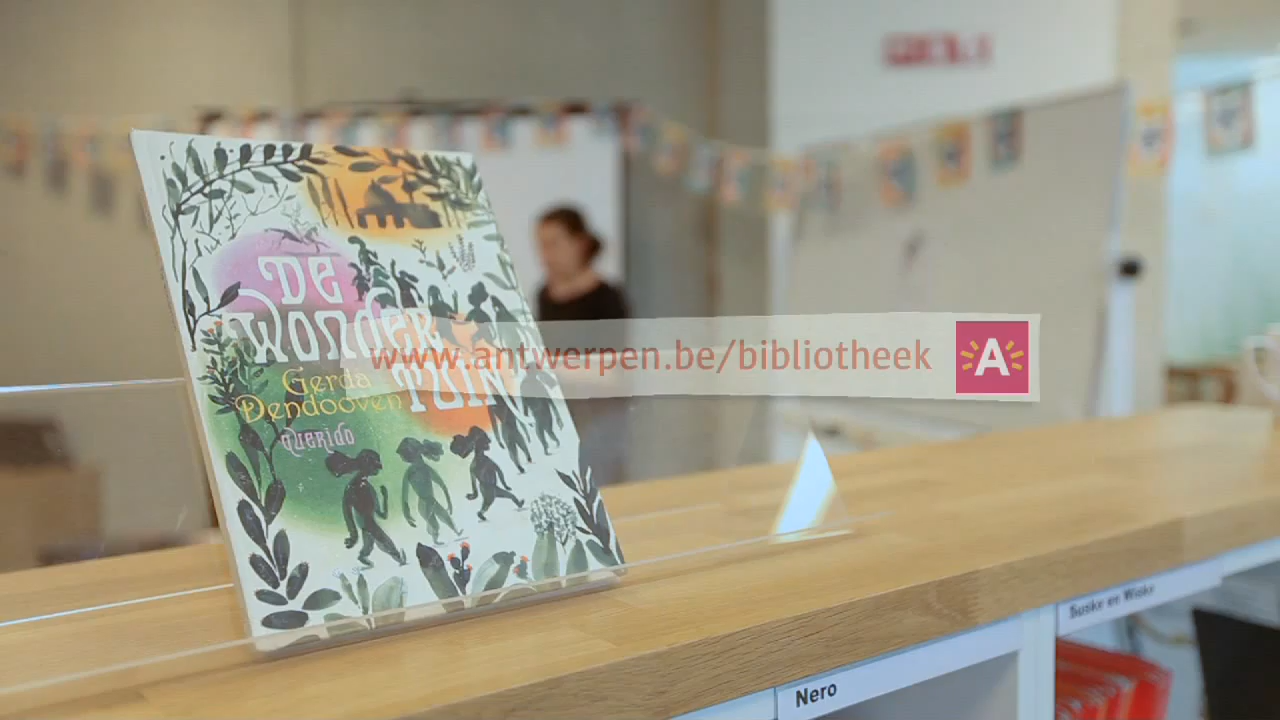 DE
WONDER
TUIN
Gerda
Dendooven
QUERIDO
www.antwerpen.be/bibliotheek
A
Suske en Wiske
Nero